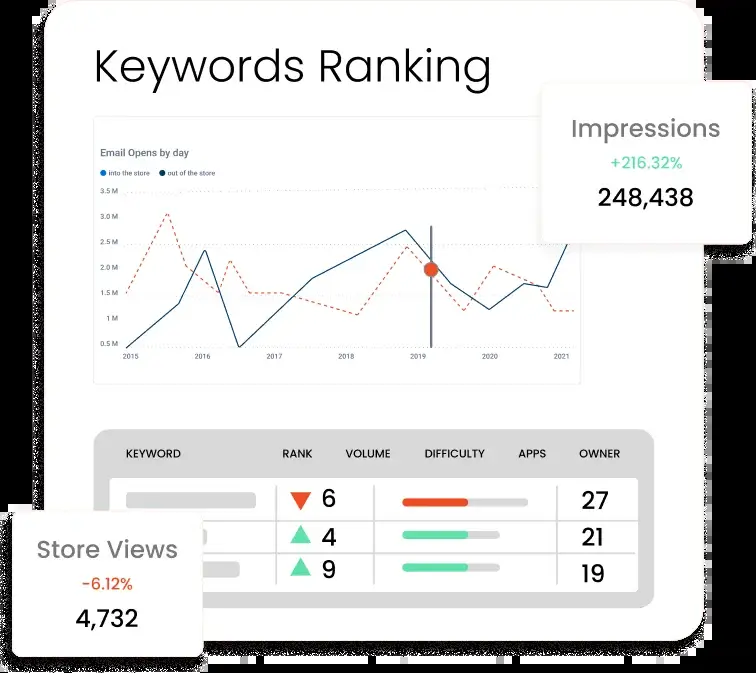 Keywords Ranking
Impressions
+216.32%
248,438
Email Opens by day
into the store out of the store
3.5 M
3.0 M
2.5 M
2.0 M
1.5 M
1 M
0.5 M
2015 2016 2017 2018 2019 2020 2021
KEYWORD RANK VOLUME DIFFICULTY APPS OWNER
6 27
4 21
9 19
Store Views
-6.12%
4,732